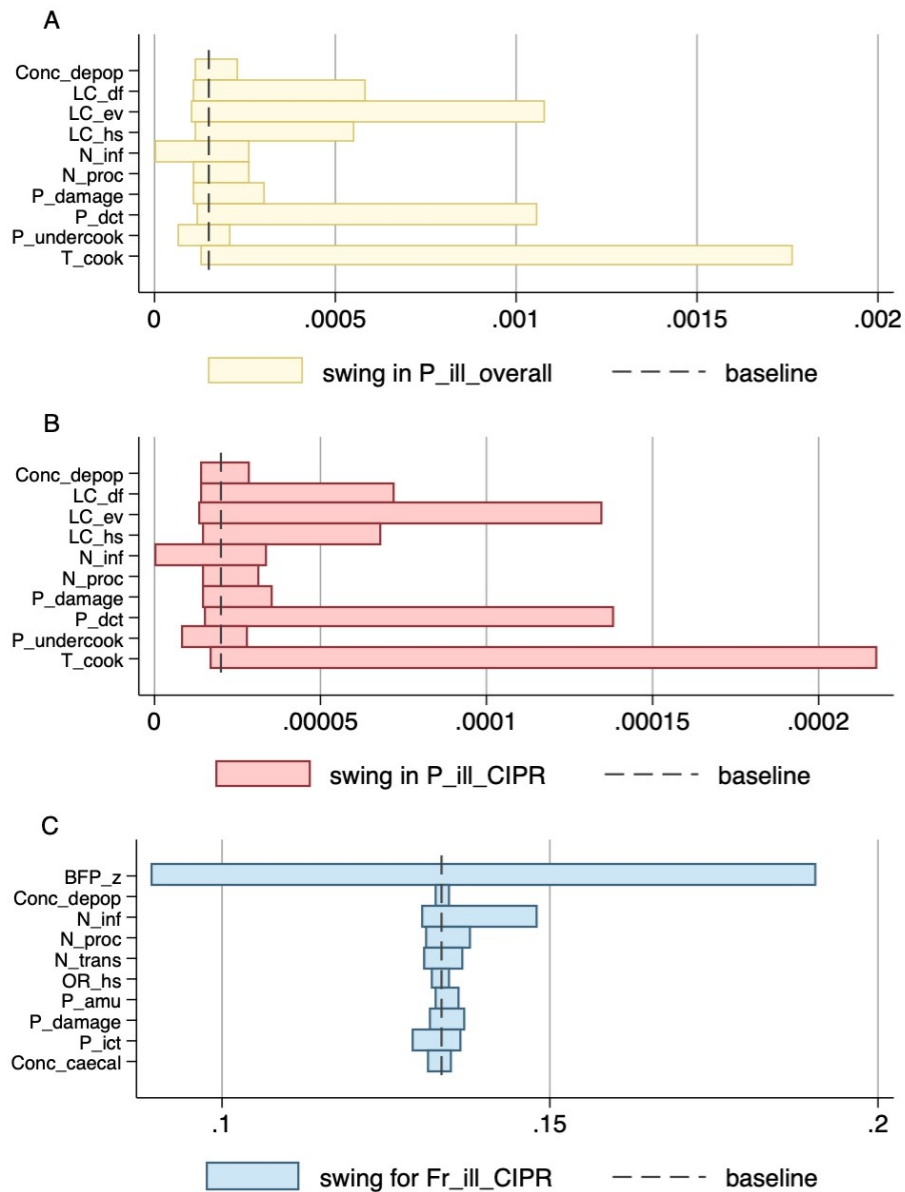 A
Conc_depop
LC_df
LC_ev
LC_hs
N_inf
N_proc
P_damage
P_dct
P_undercook
T_cook
0 .0005 .001 .0015 .002
swing in P_ill_overall baseline
B
Conc_depop
LC_df
LC_ev
LC_hs
N_inf
N_proc
P_damage
P_dct
P_undercook
T_cook
0 .00005 .0001 .00015 .0002
swing in P_ill_CIPR baseline
C
BFP_z
Conc_depop
N_inf
N_proc
N_trans
OR_hs
P_amu
P_damage
P_ict
Conc_caecal
.1 .15 .2
swing for Fr_ill_CIPR baseline